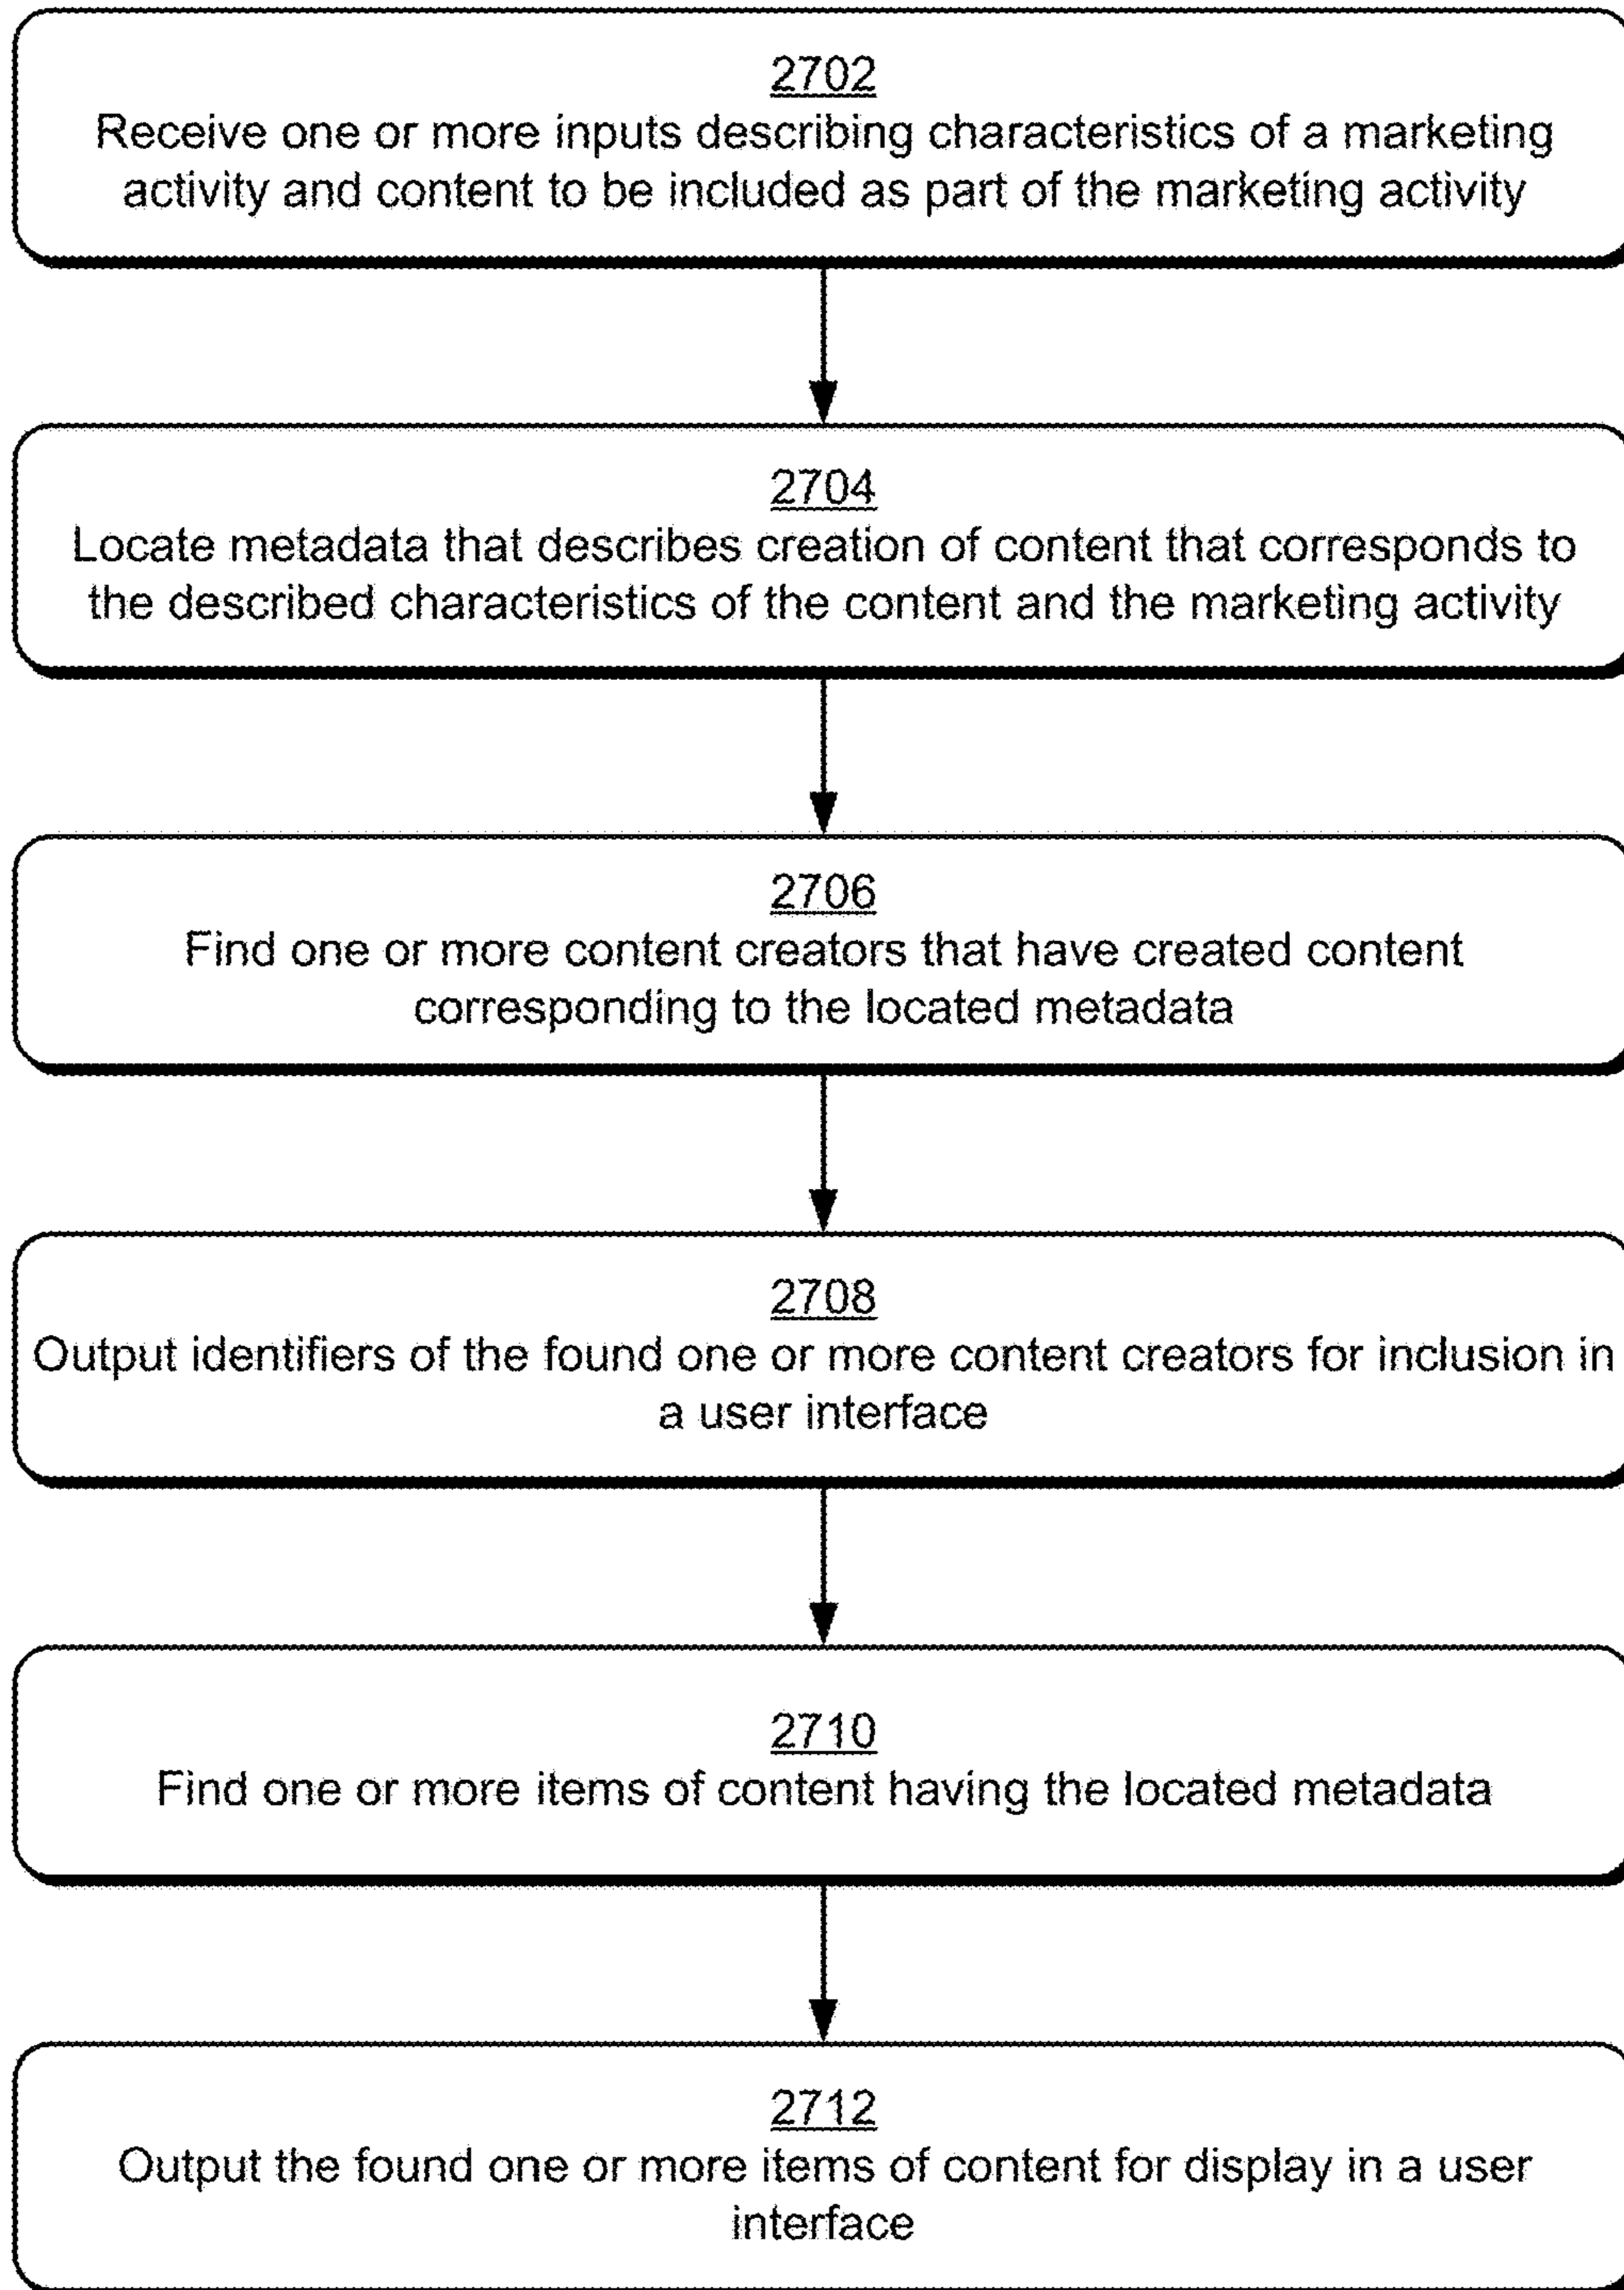 2702
Receive one or more inputs describing characteristics of a marketing
activity and content to be included as part of the marketing activity
2704
Locate metadata that describes creation of content that corresponds to
the described characteristics of the content and the marketing activity
2706
Find one or more content creators that have created content
corresponding to the located metadata
2708
Output identifiers of the found one or more content creators for inclusion in
a user interface
2710
Find one or more items of content having the located metadata
2712
Output the found one or more items of content for display in a user
interface